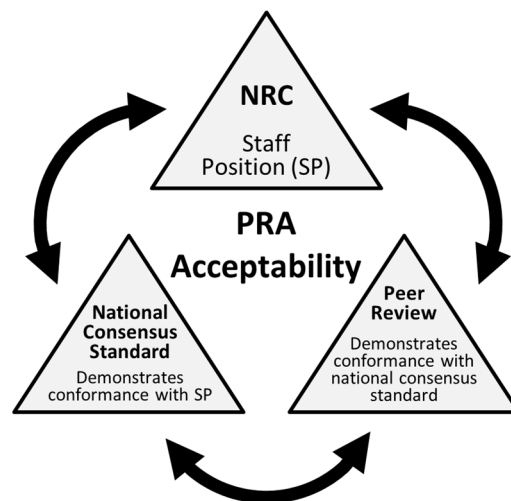 NRC
Staff
Position (SP)
PRA
Acceptability
National
Consensus
Standard
Demonstrates
conformance with SP
Peer
Review
Demonstrates
conformance with
national consensus
standard